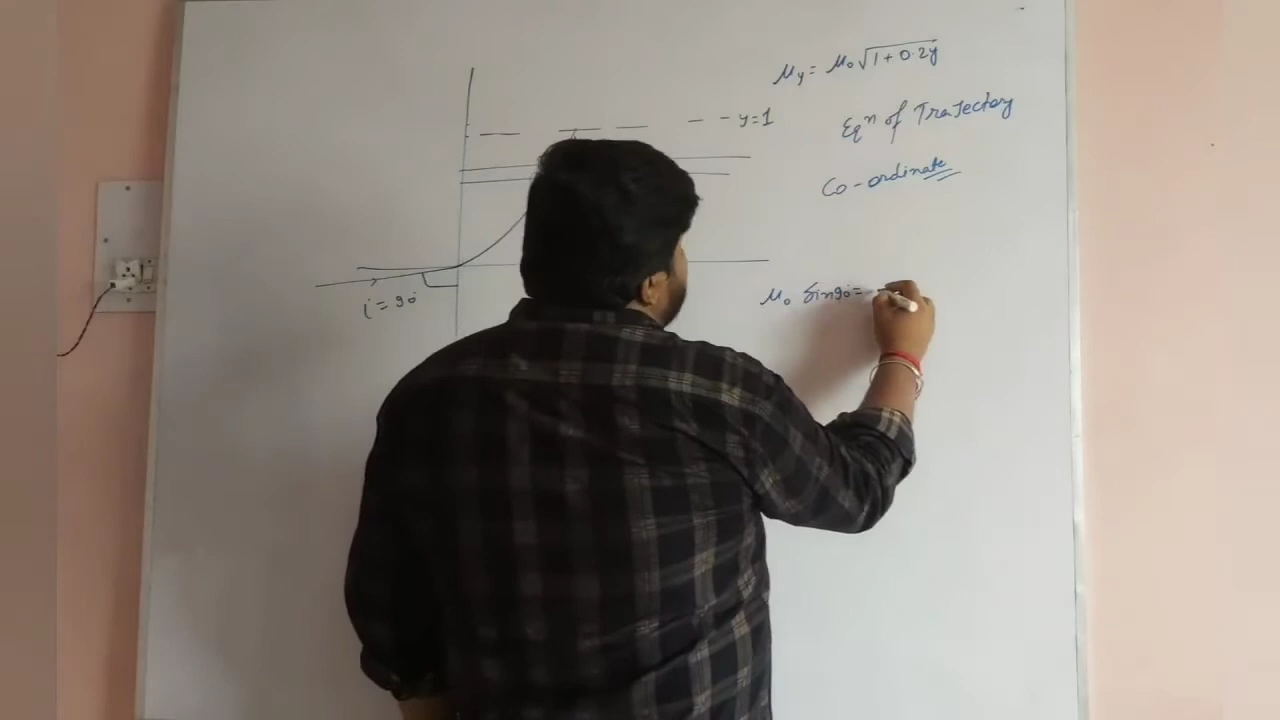 μy = μ₀√1 + 0.2y
y=1
Eqⁿ of Trajectory
Co-ordinate
i = 90°
μ₀ Sin90° =